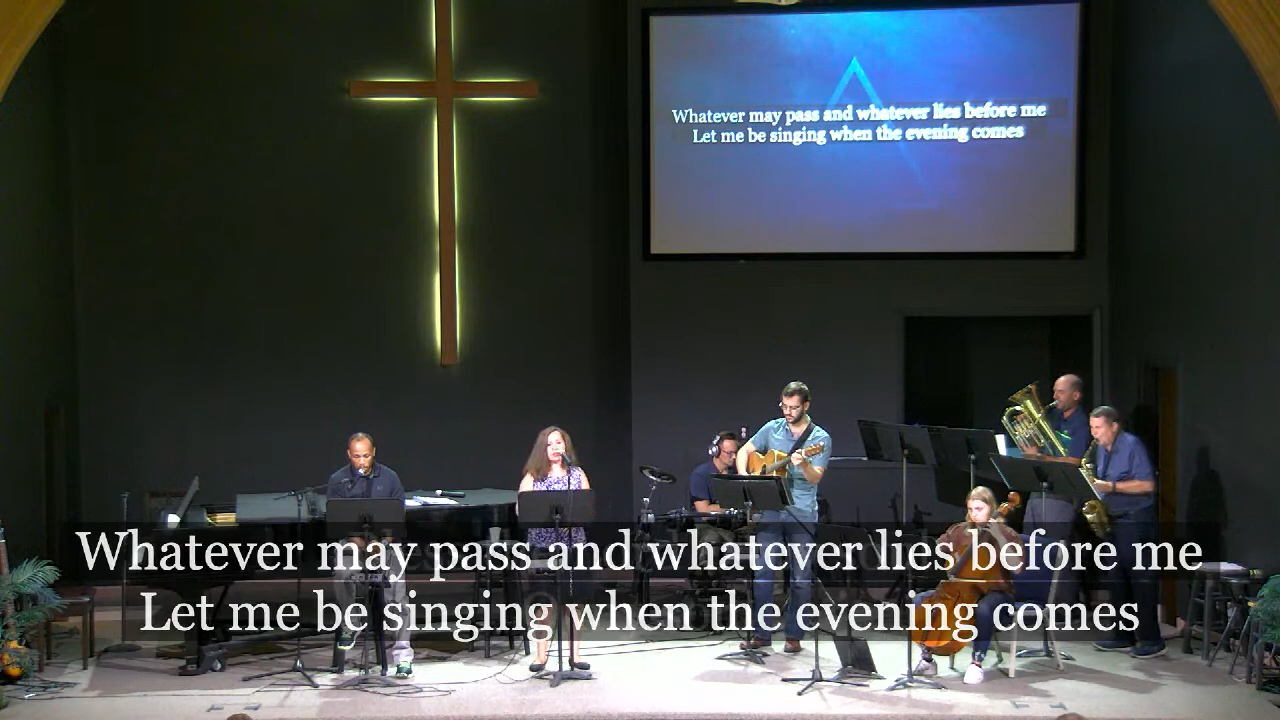 Whatever may pass and whatever lies before me
Let me be singing when the evening comes
Whatever may pass and whatever lies before me
Let me be singing when the evening comes